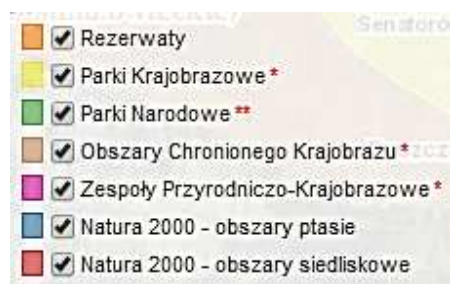 Rezerwaty
Parki Krajobrazowe*
Parki Narodowe**
Obszary Chronionego Krajobrazu*
Zespoły Przyrodniczo-Krajobrazowe*
Natura 2000 - obszary ptasie
Natura 2000 - obszary siedliskowe